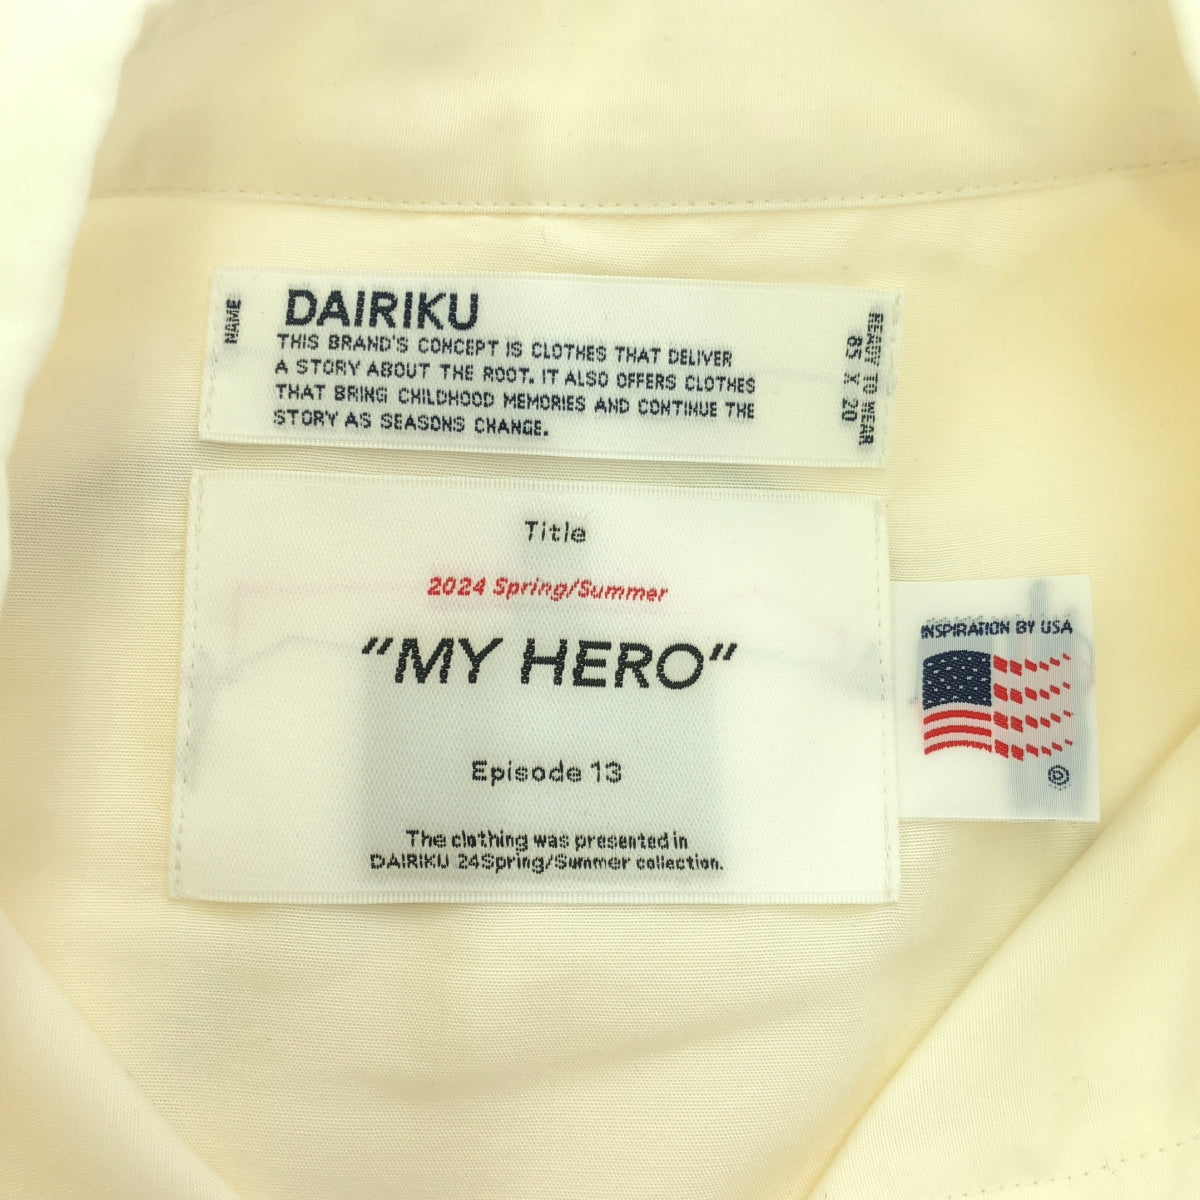 NAME
DAIRIKU
THIS BRAND'S CONCEPT IS CLOTHES THAT DELIVER
A STORY ABOUT THE ROOT. IT ALSO OFFERS CLOTHES
THAT BRING CHILDHOOD MEMORIES AND CONTINUE THE
STORY AS SEASONS CHANGE.
READY TO WEAR
65 X 20
Title
2024 Spring/Summer
"MY HERO"
Episode 13
The clothing was presented in
DAIRIKU 24Spring/Summer collection.
INSPIRATION BY USA